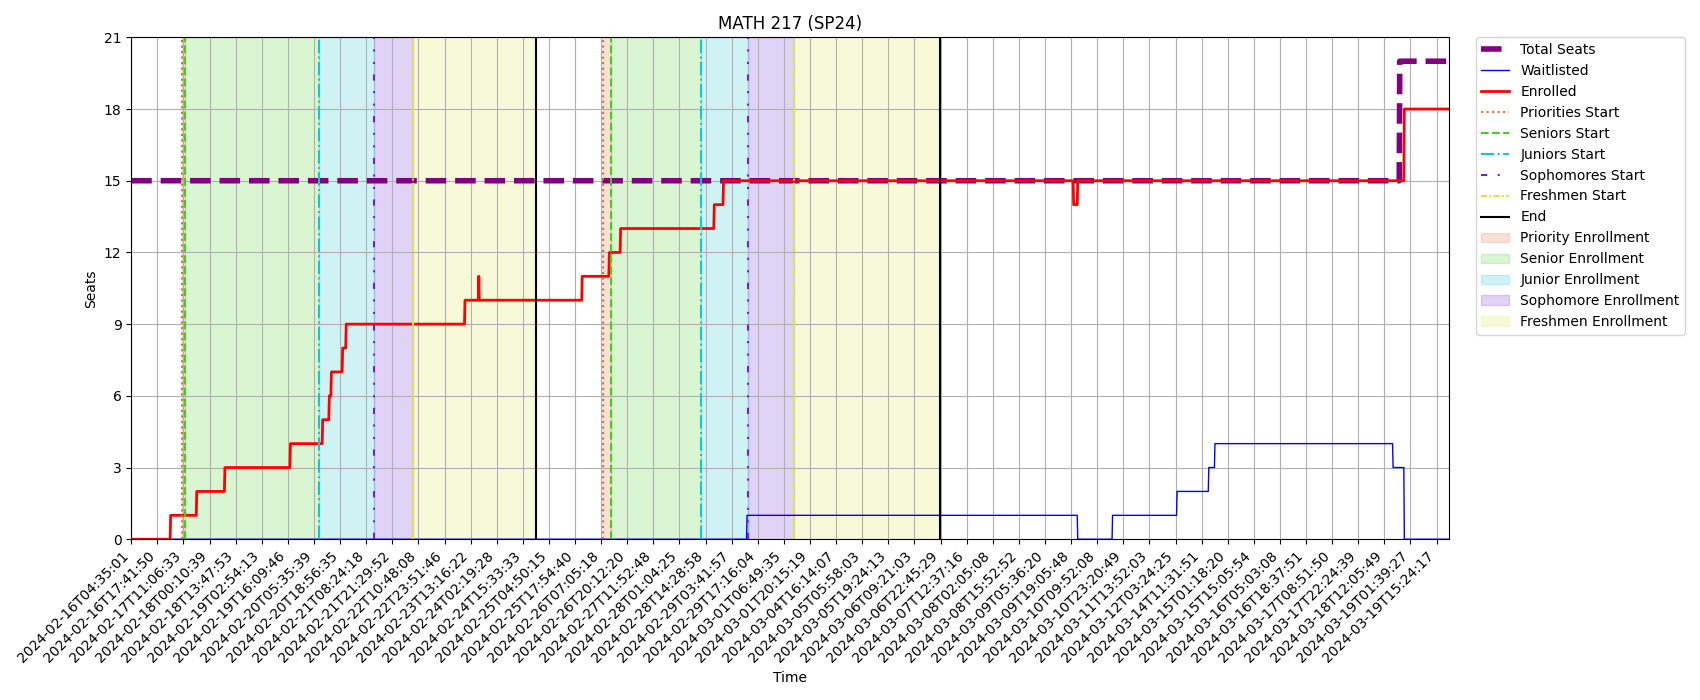 MATH 217 (SP24)
Seats
21
18
15
12
9
6
3
0
2024-02-16T04:35:01
2024-02-16T17:41:50
2024-02-17T11:06:33
2024-02-18T00:10:39
2024-02-18T13:47:53
2024-02-19T02:54:13
2024-02-19T16:09:46
2024-02-20T05:35:39
2024-02-20T18:56:35
2024-02-21T08:24:18
2024-02-21T21:29:52
2024-02-22T10:48:08
2024-02-22T23:51:46
2024-02-23T13:16:22
2024-02-24T02:19:28
2024-02-24T15:33:33
2024-02-25T04:50:15
2024-02-25T17:54:40
2024-02-26T07:05:18
2024-02-26T20:12:20
2024-02-27T11:52:48
2024-02-28T01:04:25
2024-02-28T14:28:58
2024-02-29T03:41:57
2024-02-29T17:16:04
2024-03-01T06:49:35
2024-03-01T20:15:19
2024-03-04T16:14:07
2024-03-05T05:58:03
2024-03-05T19:24:13
2024-03-06T09:21:03
2024-03-06T22:45:29
2024-03-07T12:37:16
2024-03-08T02:05:08
2024-03-08T15:52:52
2024-03-09T05:36:20
2024-03-09T19:05:48
2024-03-10T09:52:08
2024-03-10T23:20:49
2024-03-11T13:52:03
2024-03-12T03:24:25
2024-03-14T11:31:51
2024-03-15T01:18:20
2024-03-15T15:05:54
2024-03-16T05:03:08
2024-03-16T18:37:51
2024-03-17T08:51:50
2024-03-17T22:24:39
2024-03-18T12:05:49
2024-03-19T01:39:27
2024-03-19T15:24:17
Time
Total Seats
Waitlisted
Enrolled
Priorities Start
Seniors Start
Juniors Start
Sophomores Start
Freshmen Start
End
Priority Enrollment
Senior Enrollment
Junior Enrollment
Sophomore Enrollment
Freshmen Enrollment